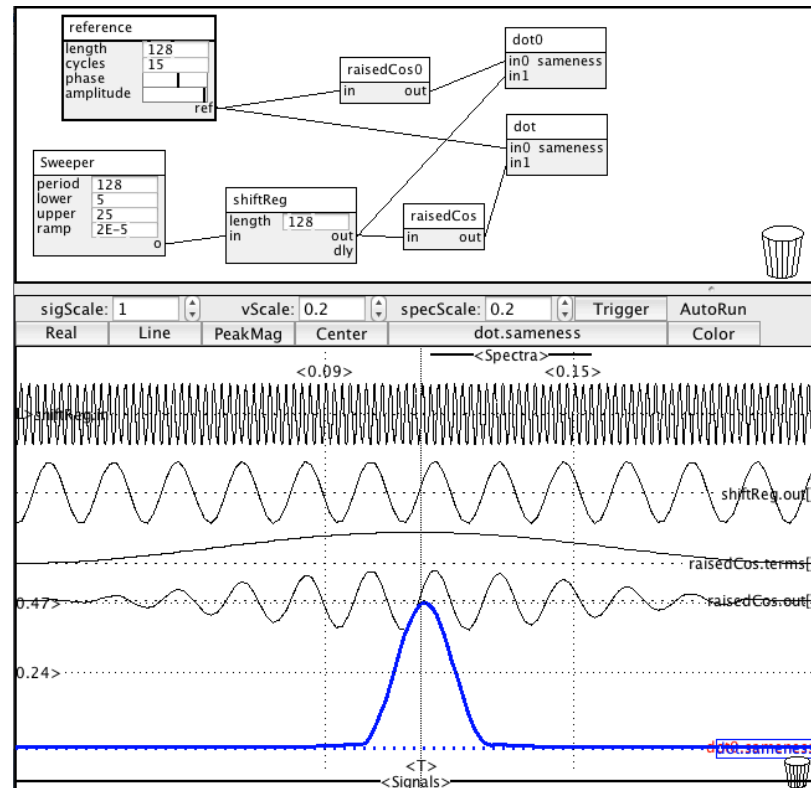 reference
length 128
cycles 15
phase
amplitude
ref
raisedCos0
in out
dot0
in0 sameness
in1
dot
in0 sameness
in1
Sweeper
period 128
lower 5
upper 25
ramp 2E-5
o
shiftReg
length 128
in out
dly
raisedCos
in out
sigScale: 1 vScale: 0.2 specScale: 0.2 Trigger AutoRun
Real Line PeakMag Center dot.sameness Color
<Spectra>
<0.09> <0.15>
shiftReg.in
shiftReg.out[
raisedCos.terms[
0.47> raisedCos.out[
0.24>
dot.sameness
<T>
<Signals>